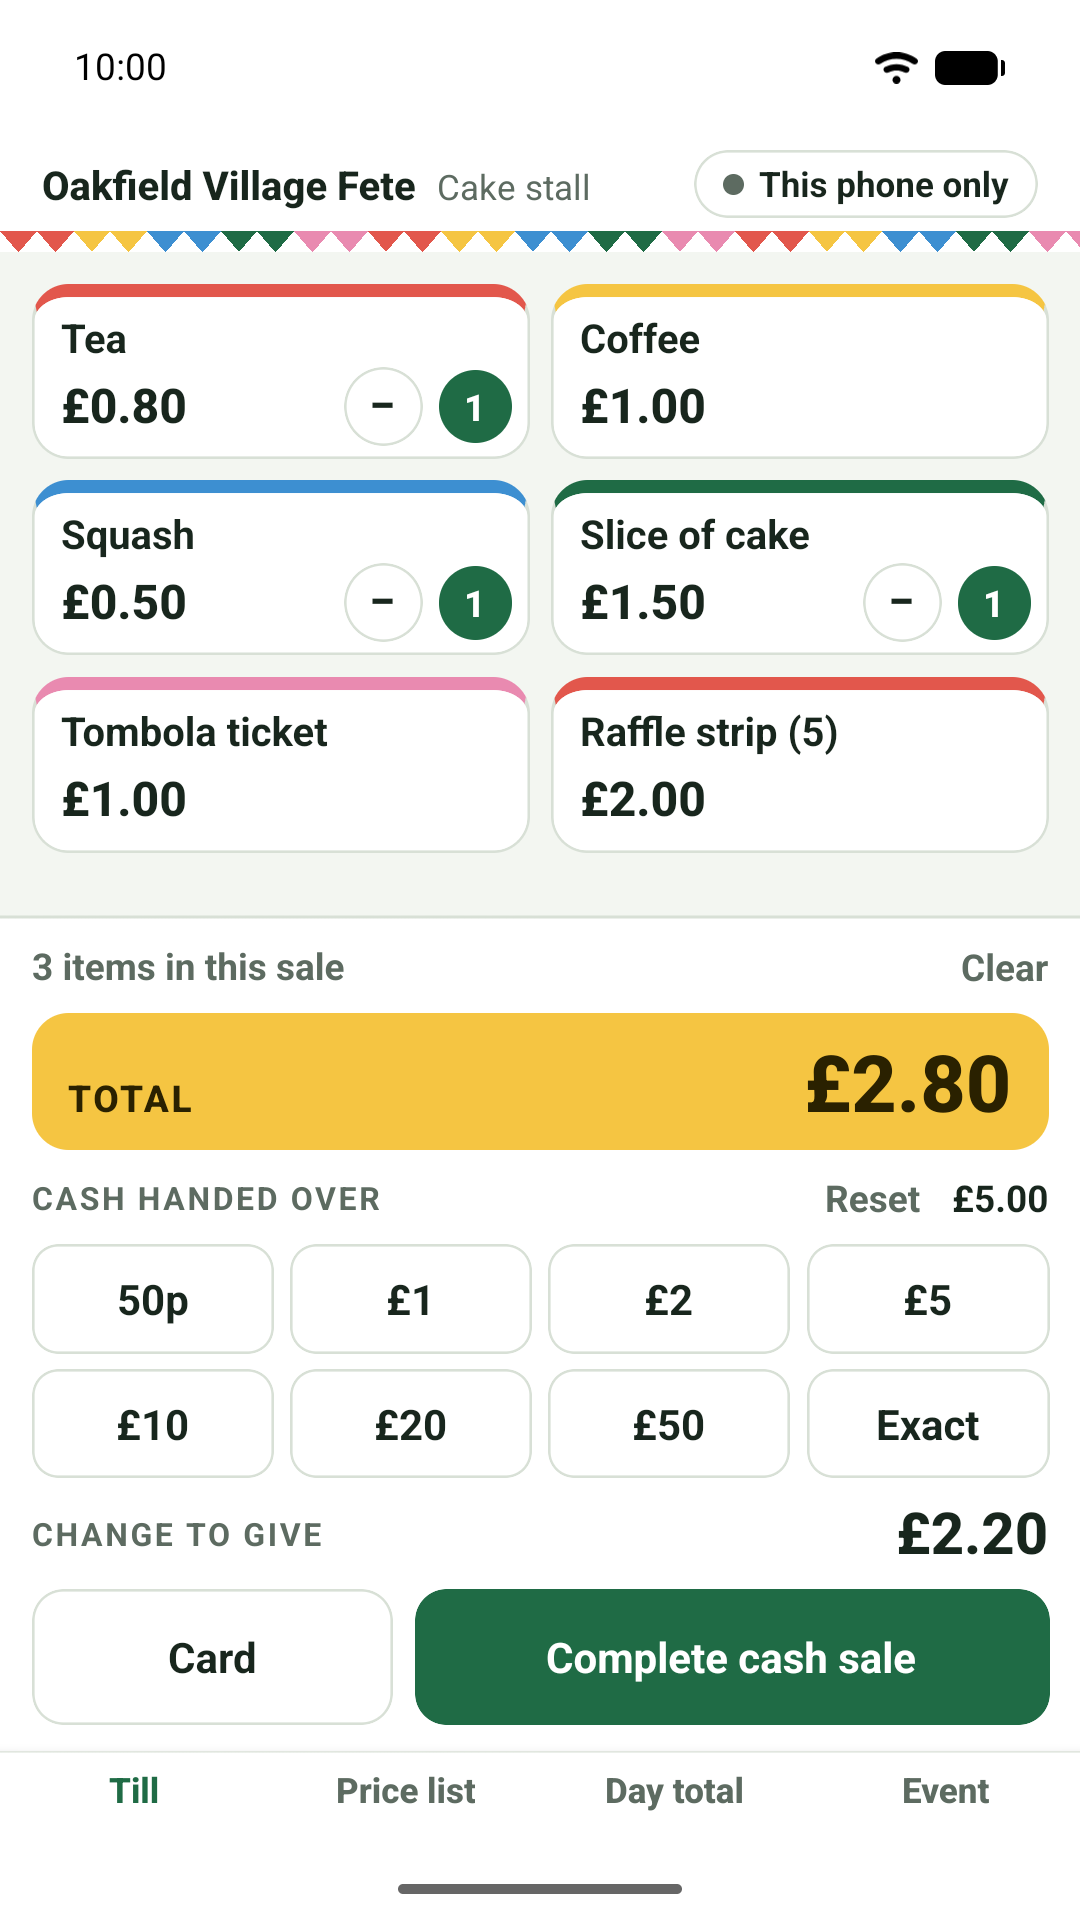 10:00
Oakfield Village Fete Cake stall This phone only
Tea
£0.80 − 1
Coffee
£1.00
Squash
£0.50 − 1
Slice of cake
£1.50 − 1
Tombola ticket
£1.00
Raffle strip (5)
£2.00
3 items in this sale Clear
TOTAL £2.80
CASH HANDED OVER Reset £5.00
50p £1 £2 £5
£10 £20 £50 Exact
CHANGE TO GIVE £2.20
Card Complete cash sale
Till Price list Day total Event